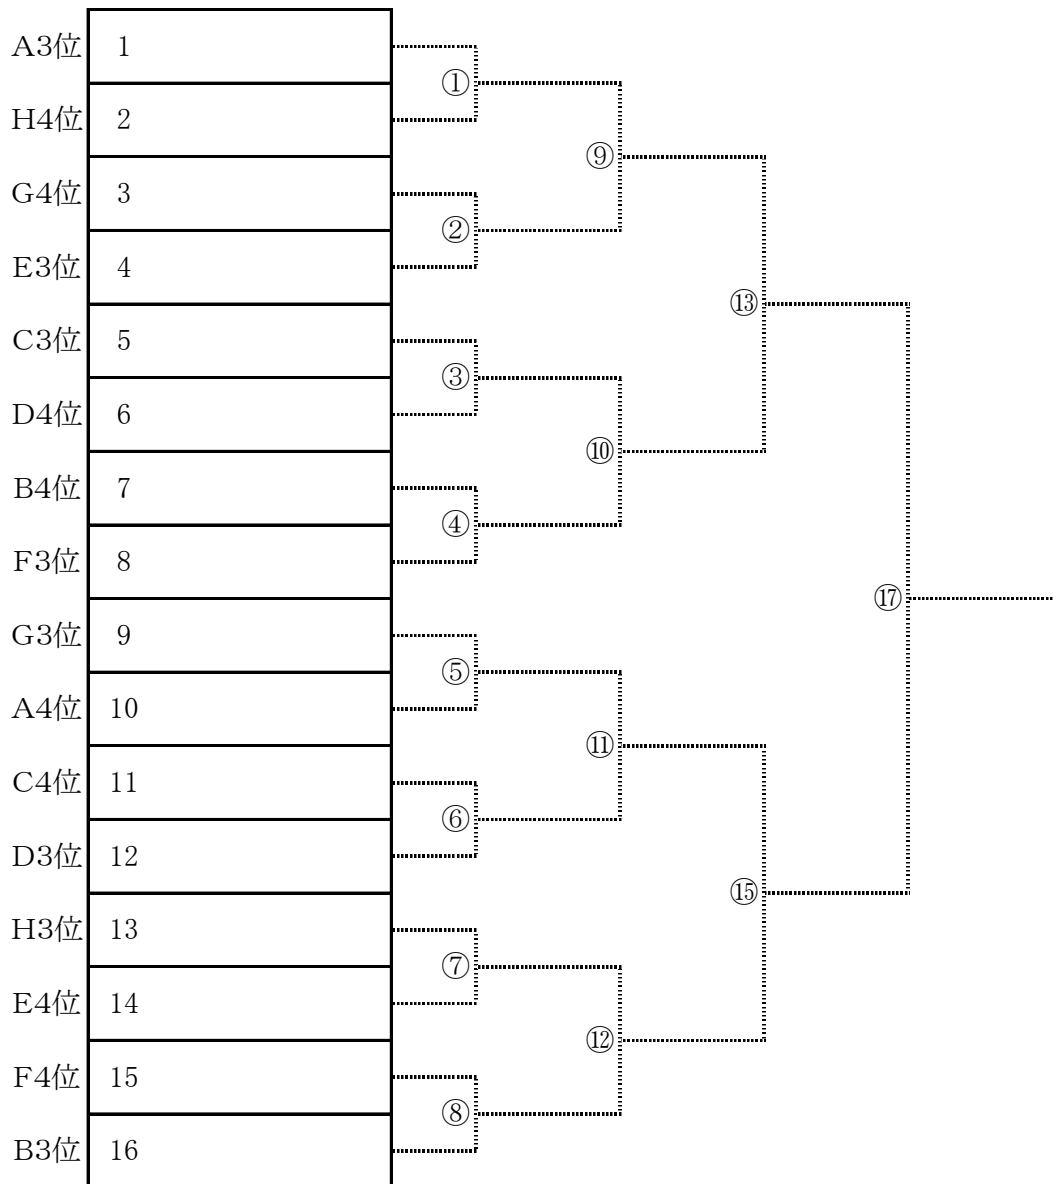 A3位 1
①
H4位 2
⑨
G4位 3
②
E3位 4
⑬
C3位 5
③
D4位 6
⑩
B4位 7
④
F3位 8
⑰
G3位 9
⑤
A4位 10
⑪
C4位 11
⑥
D3位 12
⑮
H3位 13
⑦
E4位 14
⑫
F4位 15
⑧
B3位 16